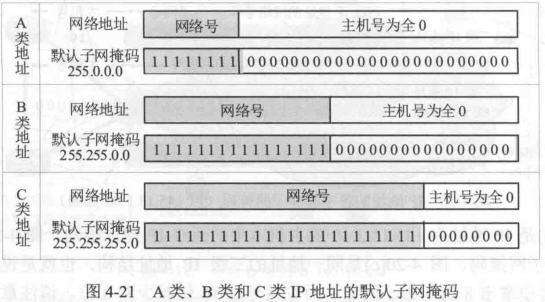 A类地址
网络地址 网络号 主机号为全0
默认子网掩码
255.0.0.0
11111111 000000000000000000000000
B类地址
网络地址 网络号 主机号为全0
默认子网掩码
255.255.0.0
1111111111111111 0000000000000000
C类地址
网络地址 网络号 主机号为全0
默认子网掩码
255.255.255.0
111111111111111111111111 00000000
图 4-21 A 类、B 类和 C 类 IP 地址的默认子网掩码